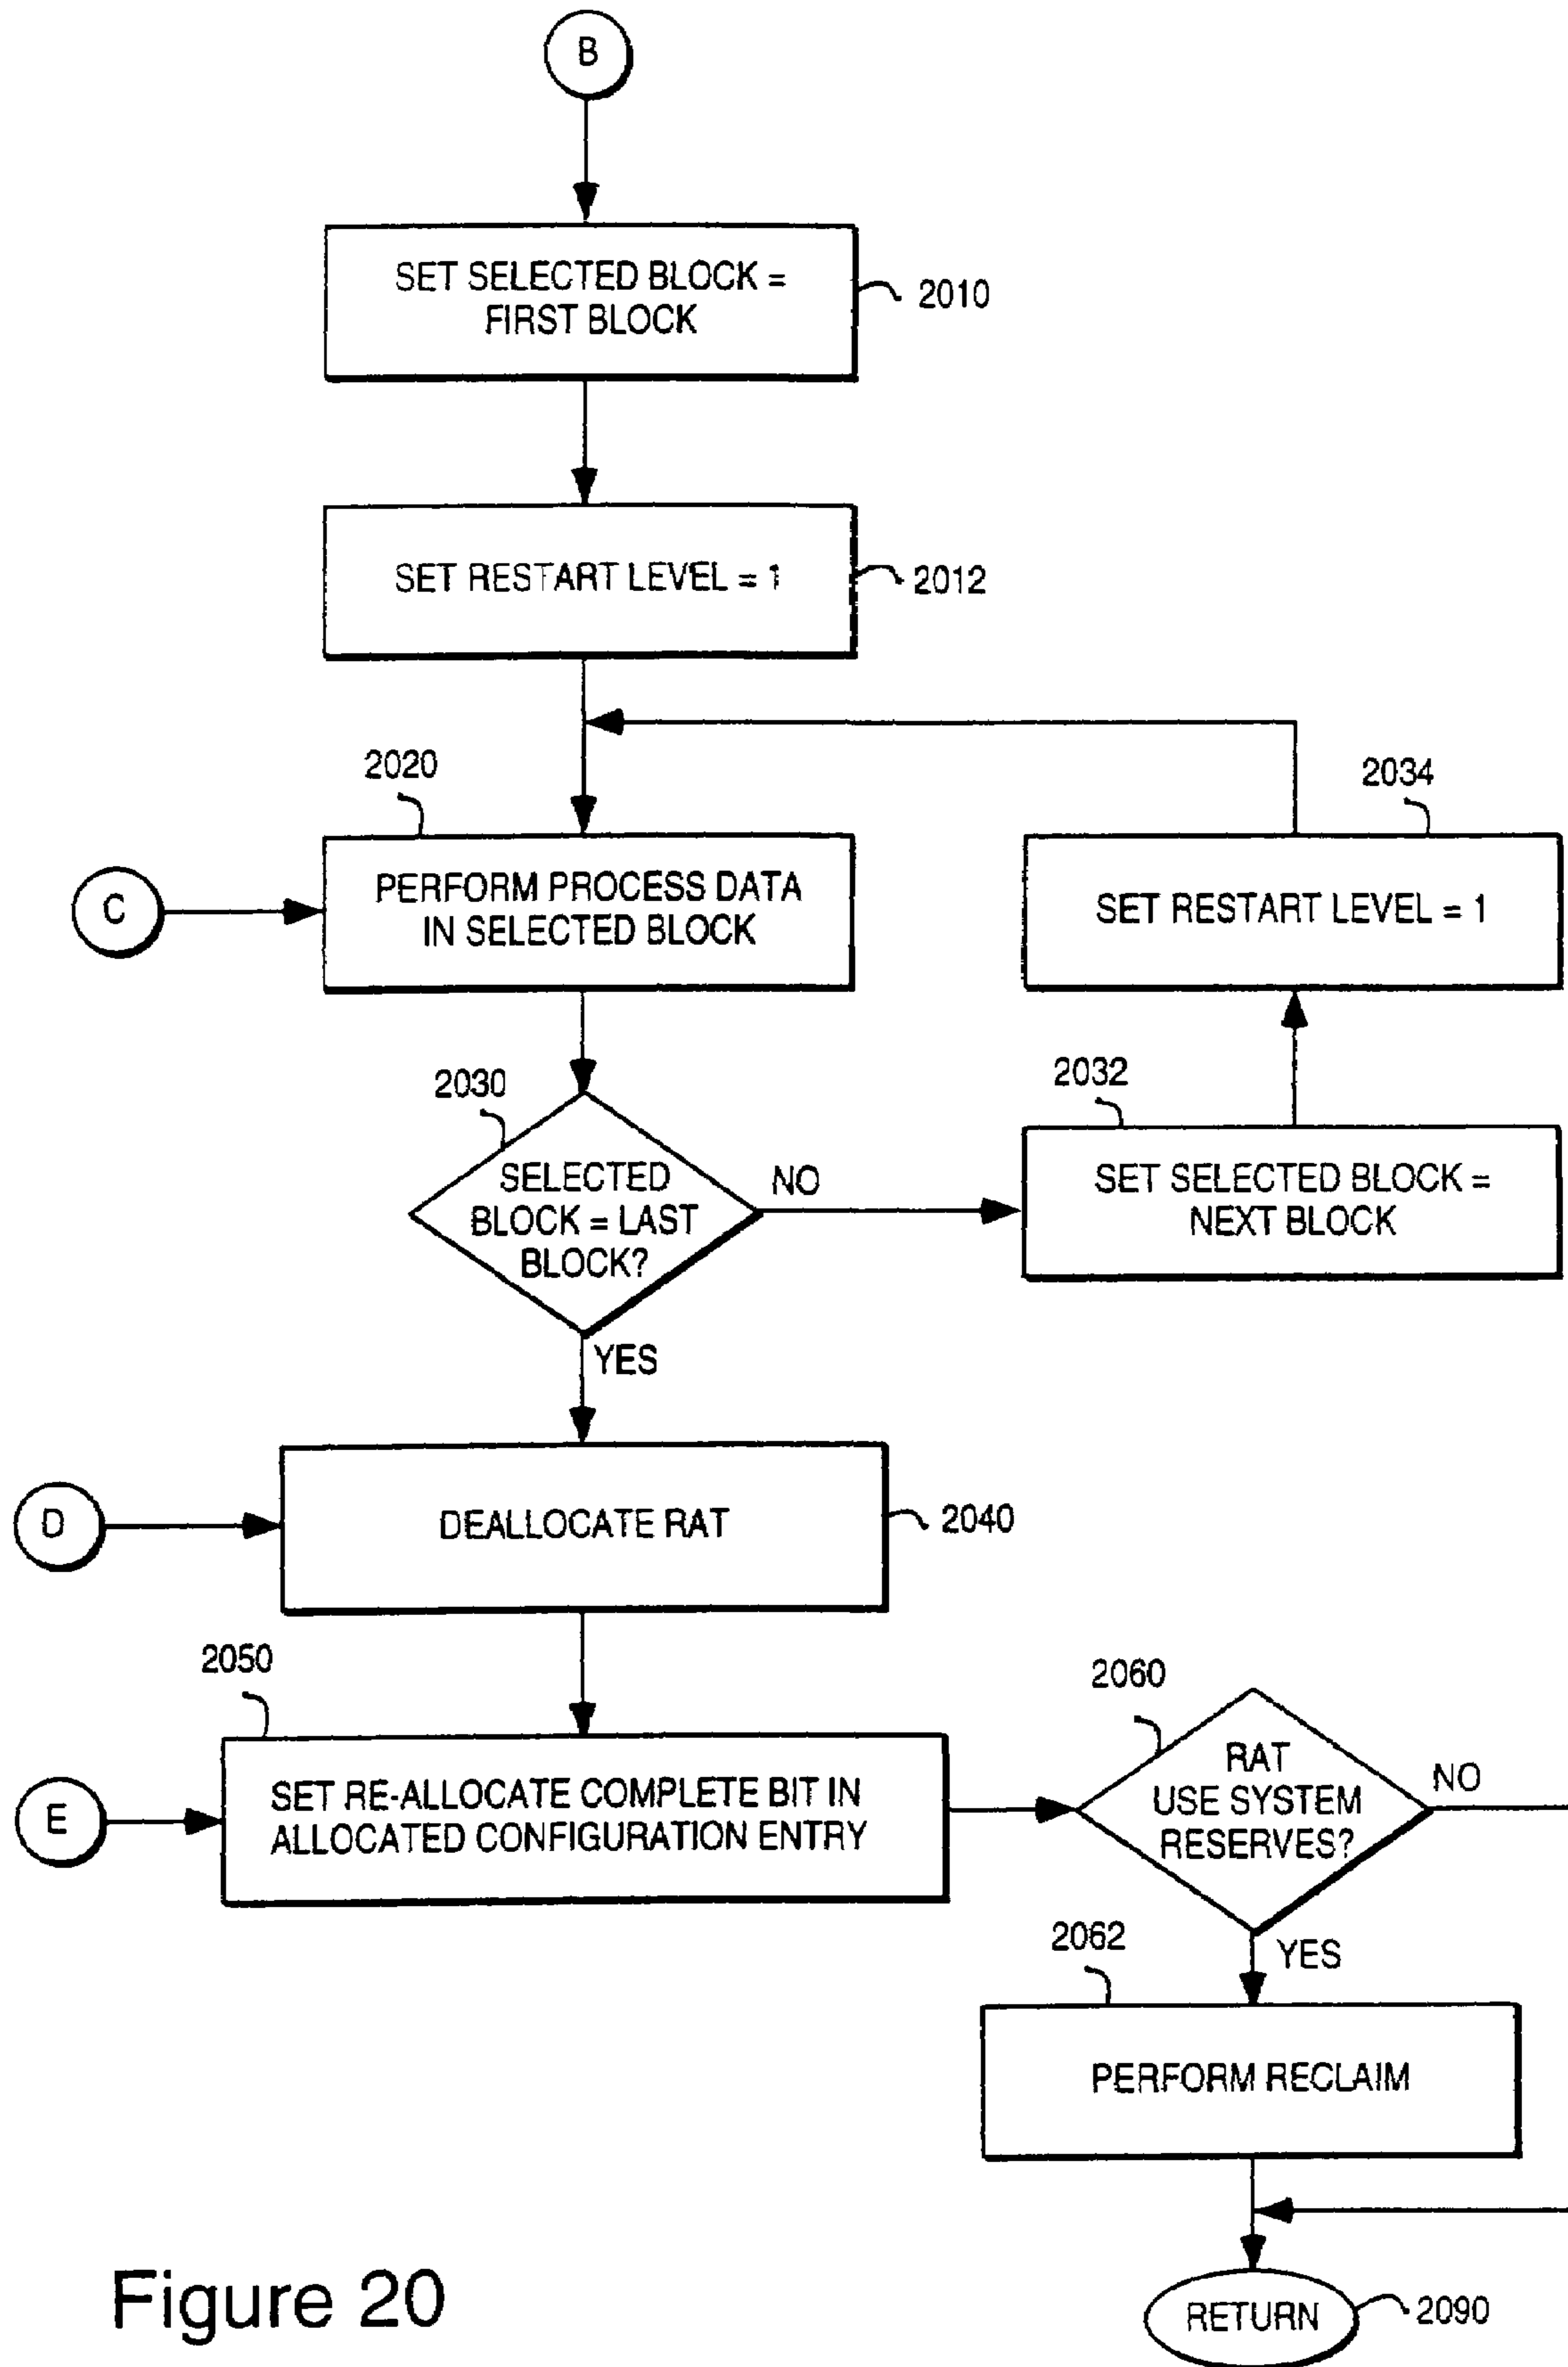 B
SET SELECTED BLOCK =
FIRST BLOCK
2010
SET RESTART LEVEL = 1
2012
2020
2034
C
PERFORM PROCESS DATA
IN SELECTED BLOCK
SET RESTART LEVEL = 1
2030
2032
SELECTED
BLOCK = LAST
BLOCK?
NO
SET SELECTED BLOCK =
NEXT BLOCK
YES
D
DEALLOCATE RAT
2040
2050
2060
E
SET RE-ALLOCATE COMPLETE BIT IN
ALLOCATED CONFIGURATION ENTRY
RAT
USE SYSTEM
RESERVES?
NO
2062
YES
PERFORM RECLAIM
Figure 20
RETURN
2090